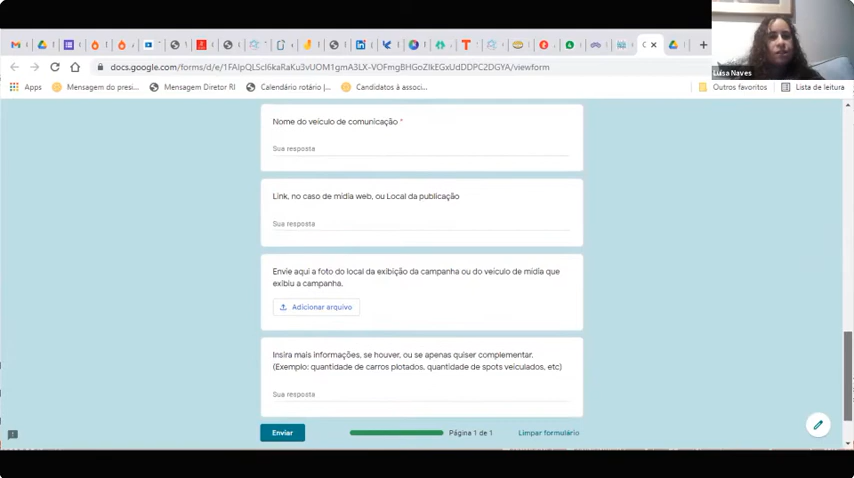 docs.google.com/forms/d/e/1FAIpQLScI6kaRaKu3vUOM1gmA3LX-VOFmgBHGoZIkEGxUdDDPC2DGYA/viewform
Luisa Naves
Apps
Mensagem do presi...
Mensagem Diretor RI
Calendário rotário |...
Candidatos à associ...
Outros favoritos
Lista de leitura
Nome do veículo de comunicação *
Sua resposta
Link, no caso de mídia web, ou Local da publicação
Sua resposta
Envie aqui a foto do local da exibição da campanha ou do veículo de mídia que
exibiu a campanha.
Adicionar arquivo
Insira mais informações, se houver, ou se apenas quiser complementar.
(Exemplo: quantidade de carros plotados, quantidade de spots veiculados, etc)
Sua resposta
Enviar
Página 1 de 1
Limpar formulário